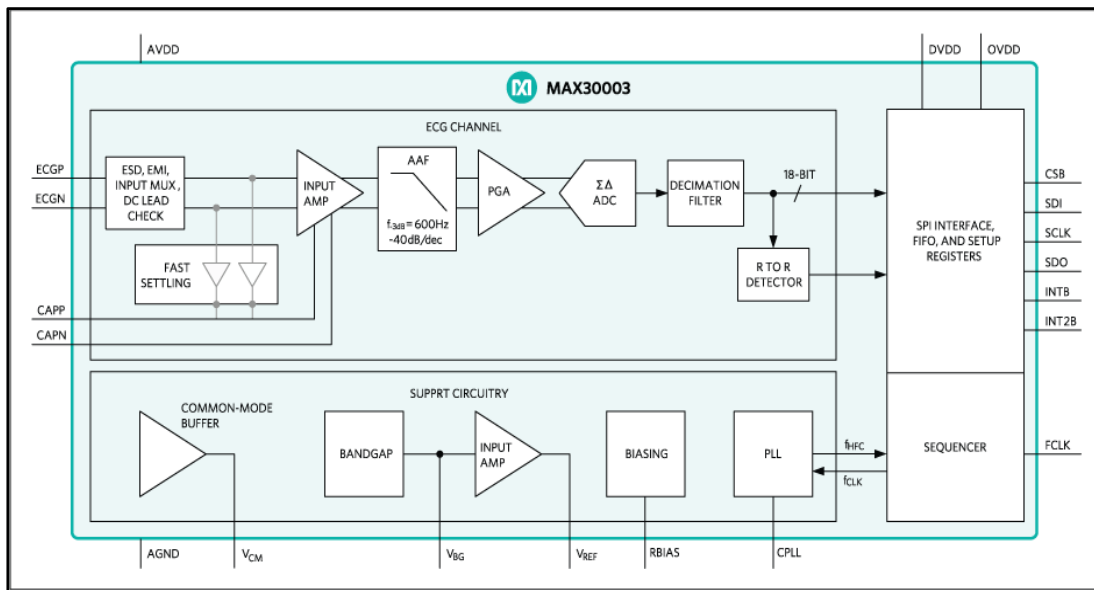 AVDD
DVDD
OVDD
MAX30003
ECG CHANNEL
ECGP
ECGN
ESD, EMI,
INPUT MUX,
DC LEAD
CHECK
INPUT
AMP
AAF
f-3dB = 600Hz
-40dB/dec
PGA
ΣΔ
ADC
DECIMATION
FILTER
18-BIT
R TO R
DETECTOR
FAST
SETTLING
CAPP
CAPN
SPI INTERFACE,
FIFO, AND SETUP
REGISTERS
CSB
SDI
SCLK
SDO
INTB
INT2B
SUPPRT CIRCUITRY
COMMON-MODE
BUFFER
BANDGAP
INPUT
AMP
BIASING
PLL
fHFC
fCLK
SEQUENCER
FCLK
AGND
VCM
VBG
VREF
RBIAS
CPLL